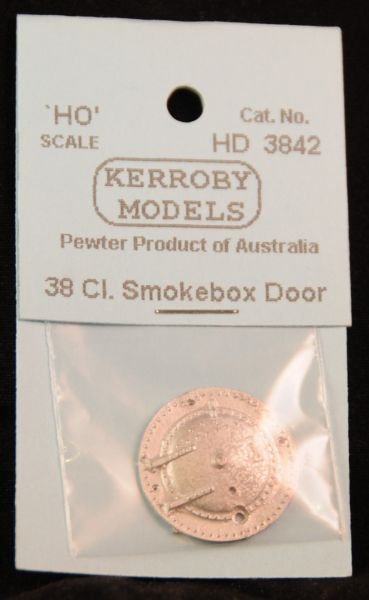 `HO' Cat. No.
SCALE HD 3842
KERROBY
MODELS
Pewter Product of Australia
38 Cl. Smokebox Door